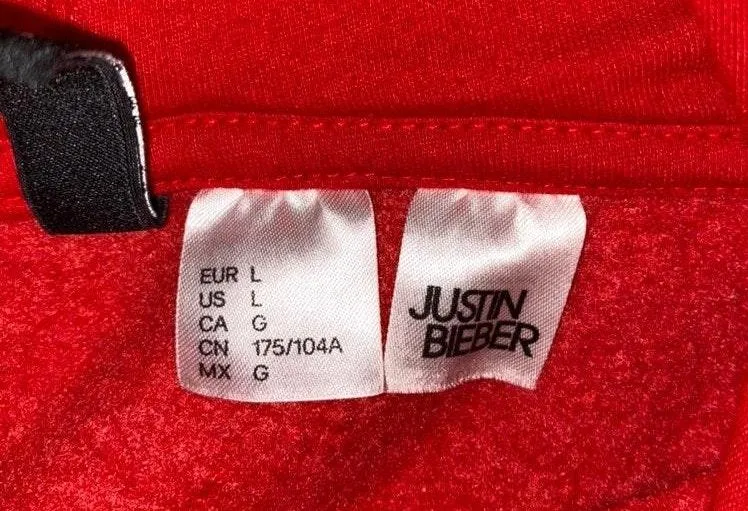 EUR L
US L
CA G
CN 175/104A
MX G
JUSTIN
BIEBER